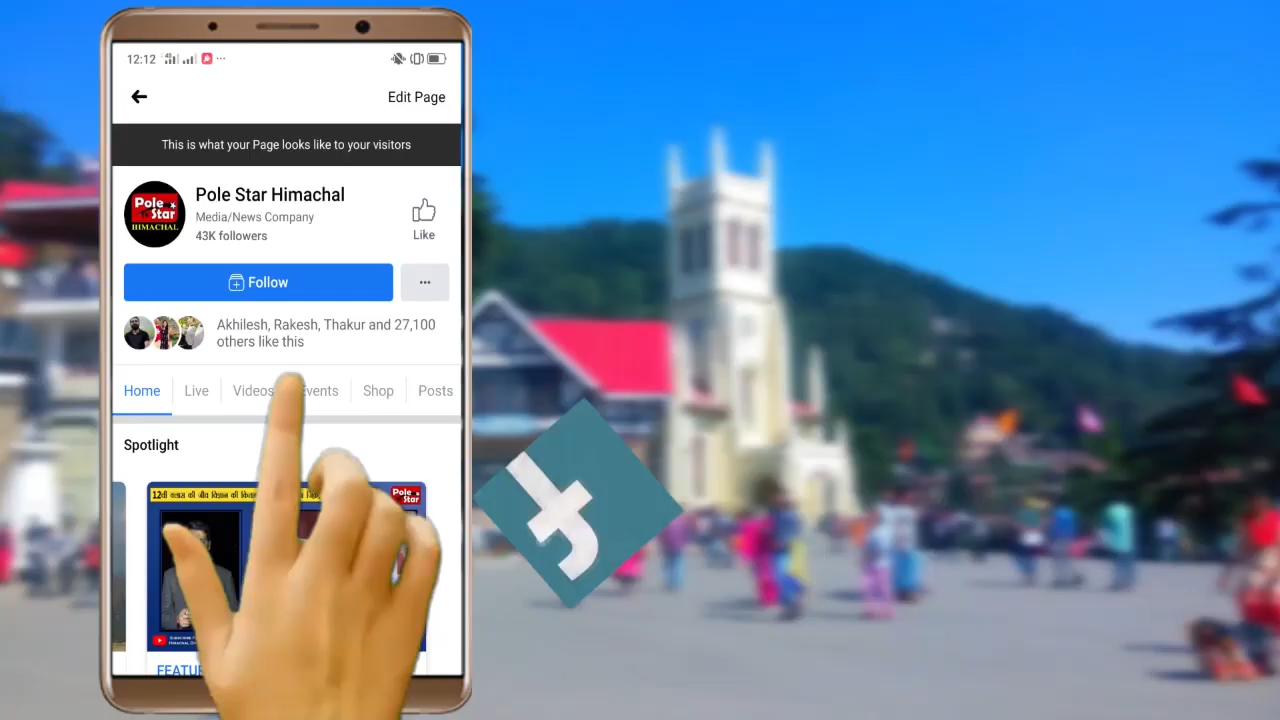 12:12
Edit Page
This is what your Page looks like to your visitors
Pole Star Himachal
Media/News Company
43K followers
Like
Pole
Star
HIMACHAL
Follow
Akhilesh, Rakesh, Thakur and 27,100
others like this
Home
Live
Videos
Shop
Posts
Spotlight
12वी क्लास की जीव विज्ञान की
Pole
Star
FEATU